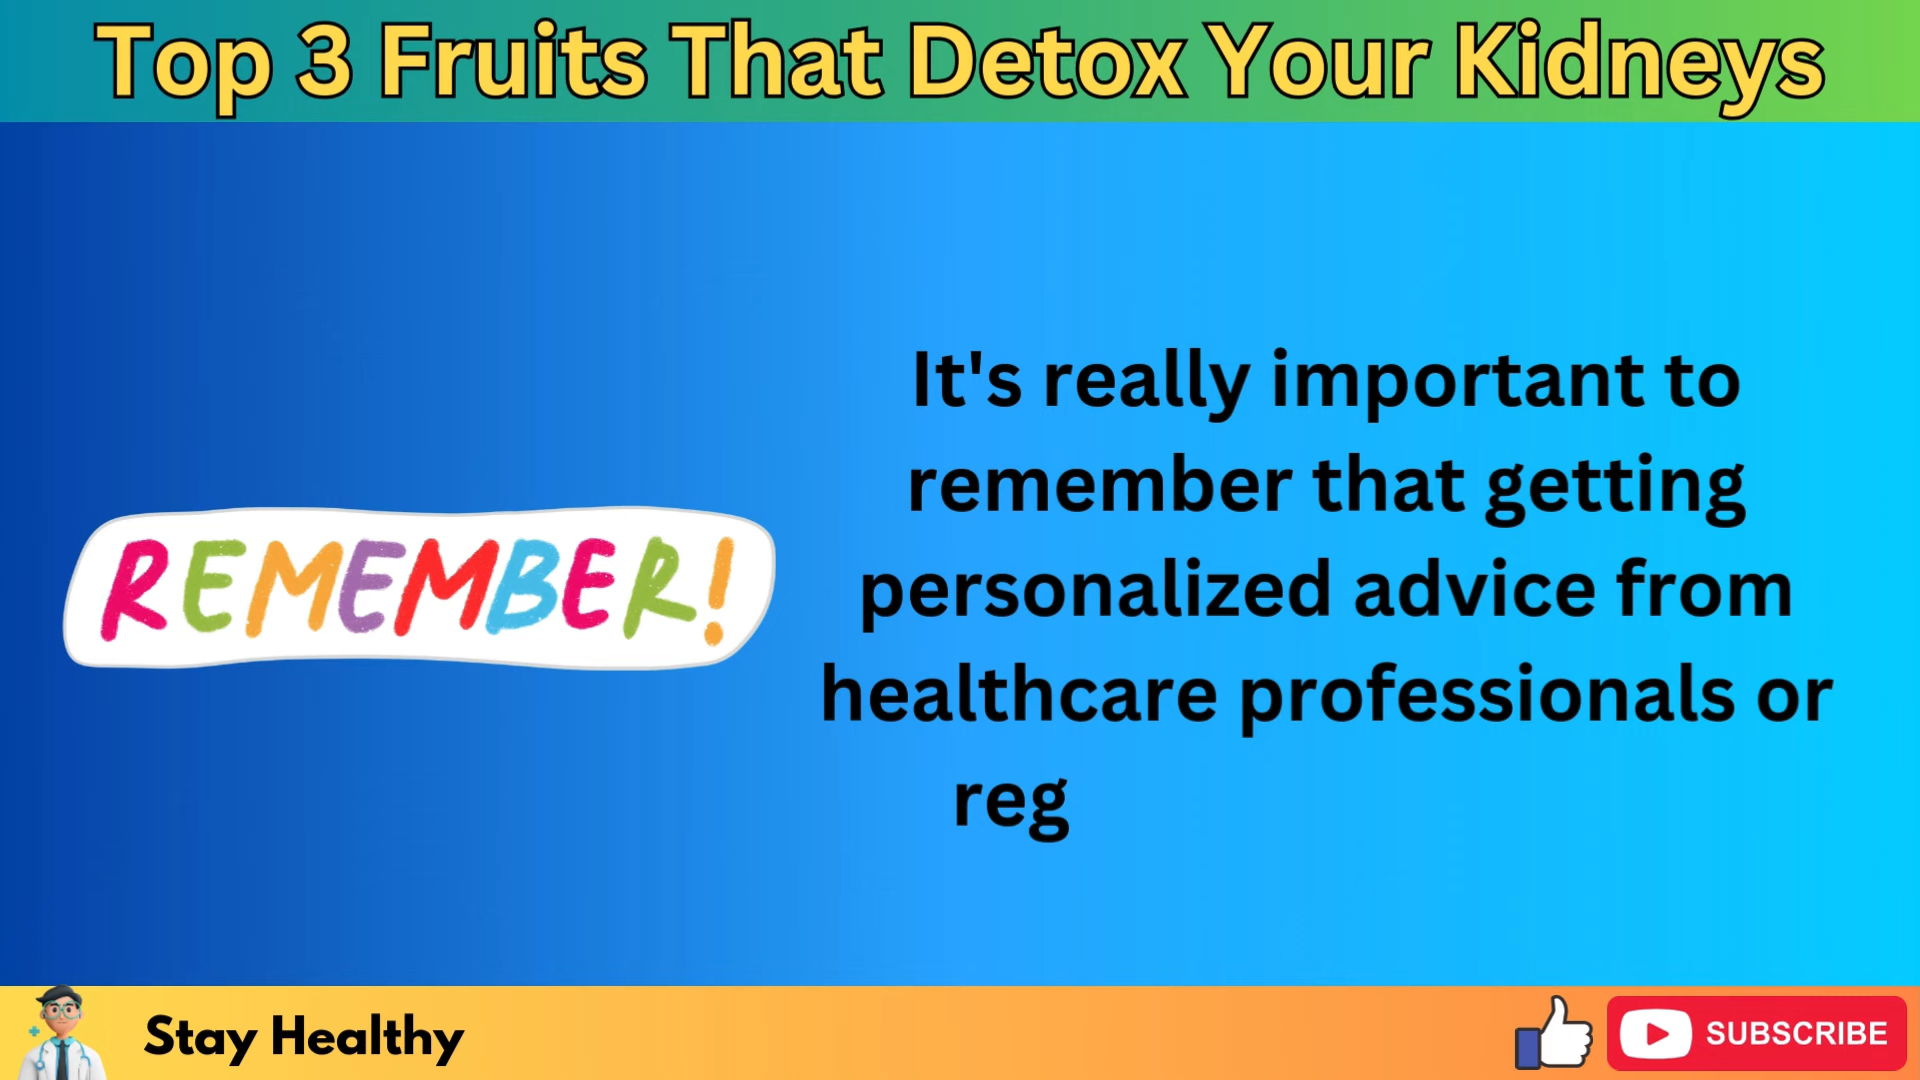 Top 3 Fruits That Detox Your Kidneys
REMEMBER!
It's really important to
remember that getting
personalized advice from
healthcare professionals or
reg
Stay Healthy
SUBSCRIBE